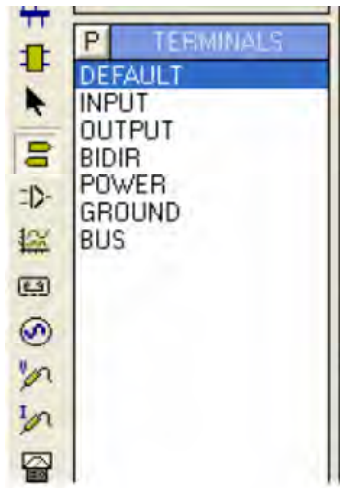 P TERMINALS
DEFAULT
INPUT
OUTPUT
BIDIR
POWER
GROUND
BUS